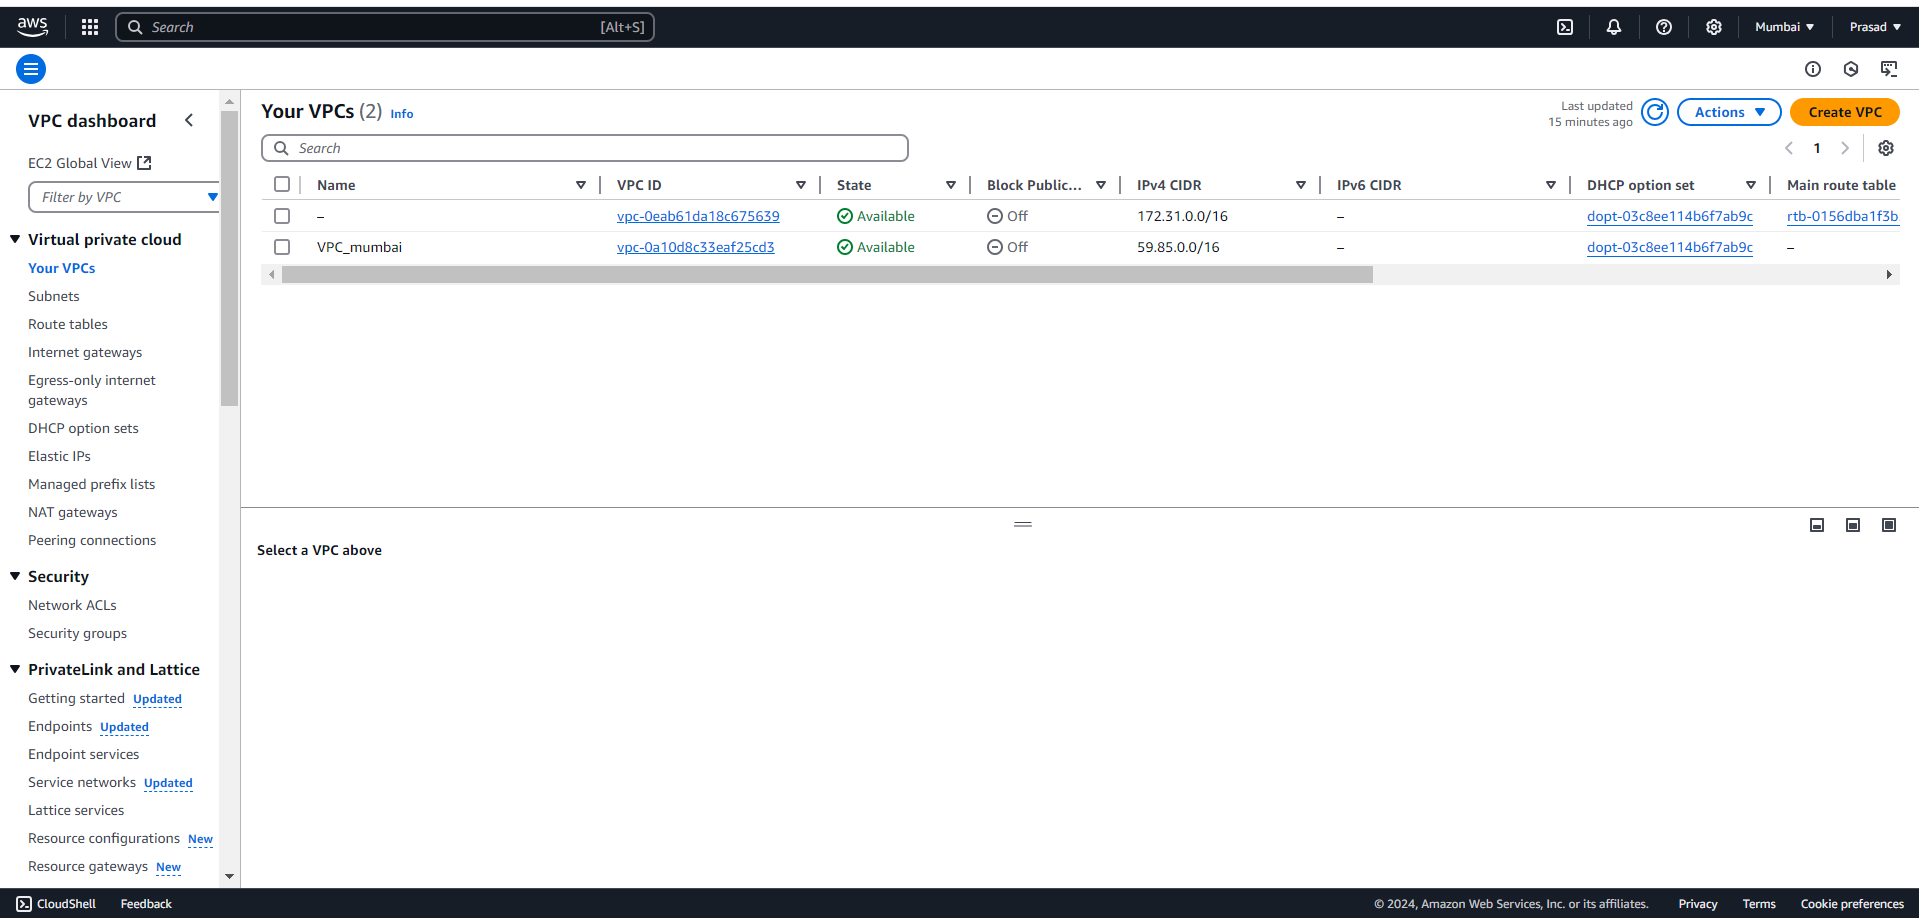 aws
Search [Alt+S]
Mumbai Prasad
VPC dashboard
EC2 Global View
Filter by VPC
Virtual private cloud
Your VPCs
Subnets
Route tables
Internet gateways
Egress-only internet
gateways
DHCP option sets
Elastic IPs
Managed prefix lists
NAT gateways
Peering connections
Security
Network ACLs
Security groups
PrivateLink and Lattice
Getting started Updated
Endpoints Updated
Endpoint services
Service networks Updated
Lattice services
Resource configurations New
Resource gateways New
Your VPCs (2) Info
Last updated
15 minutes ago
Actions
Create VPC
Search
1
Name VPC ID State Block Public... IPv4 CIDR IPv6 CIDR DHCP option set Main route table
– vpc-0eab61da18c675639 Available Off 172.31.0.0/16 – dopt-03c8ee114b6f7ab9c rtb-0156dba1f3b
VPC_mumbai vpc-0a10d8c33eaf25cd3 Available Off 59.85.0.0/16 – dopt-03c8ee114b6f7ab9c –
Select a VPC above
CloudShell Feedback © 2024, Amazon Web Services, Inc. or its affiliates. Privacy Terms Cookie preferences